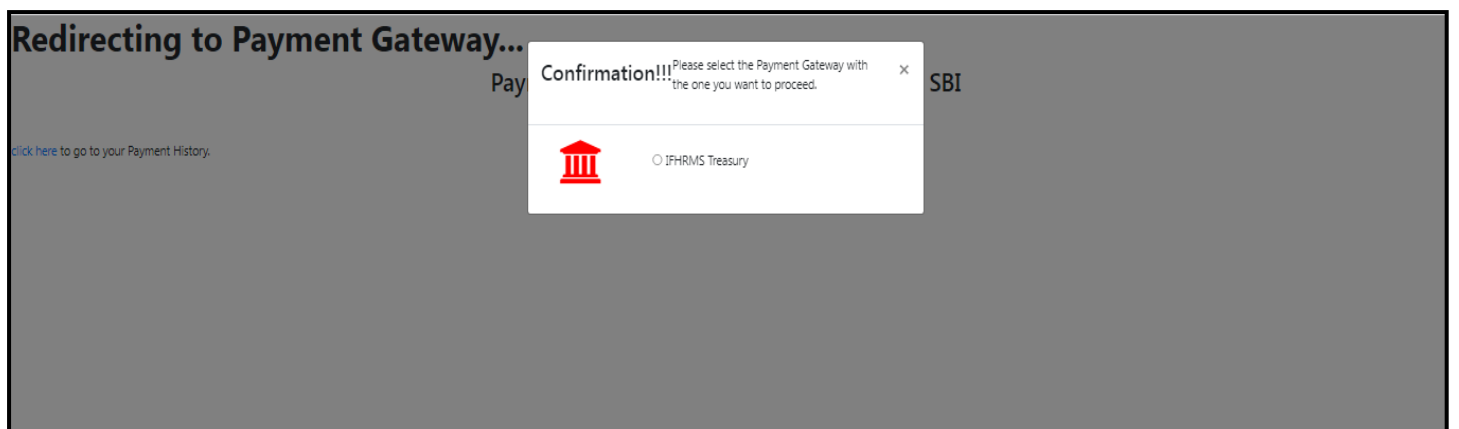 Redirecting to Payment Gateway...
Confirmation!!! Please select the Payment Gateway with
the one you want to proceed.
×
SBI
click here to go to your Payment History.
IFHRMS Treasury